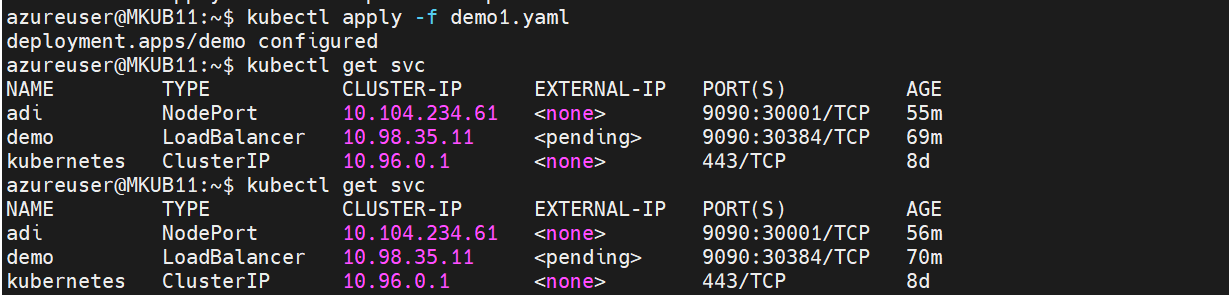 azureuser@MKUB11:~$ kubectl apply -f demo1.yaml
deployment.apps/demo configured
azureuser@MKUB11:~$ kubectl get svc
NAME TYPE CLUSTER-IP EXTERNAL-IP PORT(S) AGE
adi NodePort 10.104.234.61 <none> 9090:30001/TCP 55m
demo LoadBalancer 10.98.35.11 <pending> 9090:30384/TCP 69m
kubernetes ClusterIP 10.96.0.1 <none> 443/TCP 8d
azureuser@MKUB11:~$ kubectl get svc
NAME TYPE CLUSTER-IP EXTERNAL-IP PORT(S) AGE
adi NodePort 10.104.234.61 <none> 9090:30001/TCP 56m
demo LoadBalancer 10.98.35.11 <pending> 9090:30384/TCP 70m
kubernetes ClusterIP 10.96.0.1 <none> 443/TCP 8d